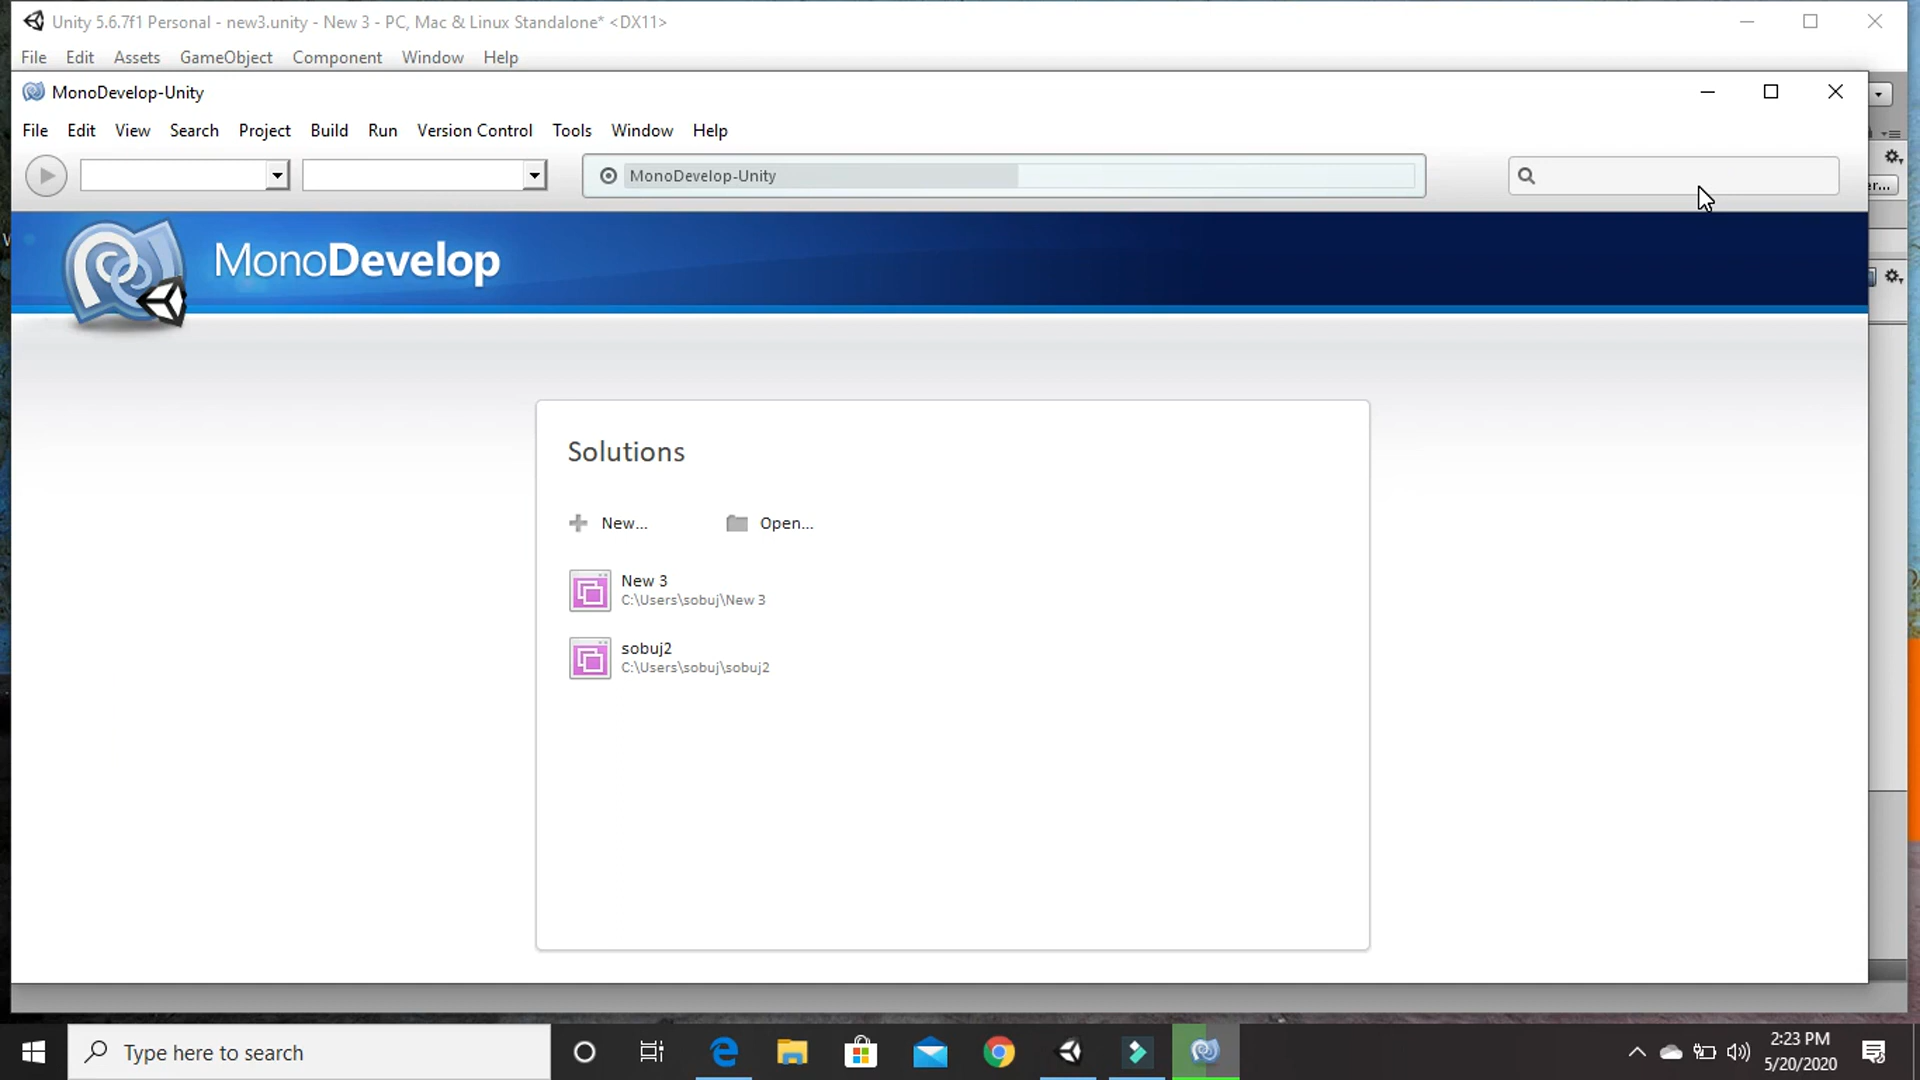 Unity 5.6.7f1 Personal - new3.unity - New 3 - PC, Mac & Linux Standalone* <DX11>
File Edit Assets GameObject Component Window Help
MonoDevelop-Unity
File Edit View Search Project Build Run Version Control Tools Window Help
MonoDevelop-Unity
er...
MonoDevelop
Solutions
New... Open...
New 3
C:\Users\sobuj\New 3
sobuj2
C:\Users\sobuj\sobuj2
Type here to search
2:23 PM
5/20/2020